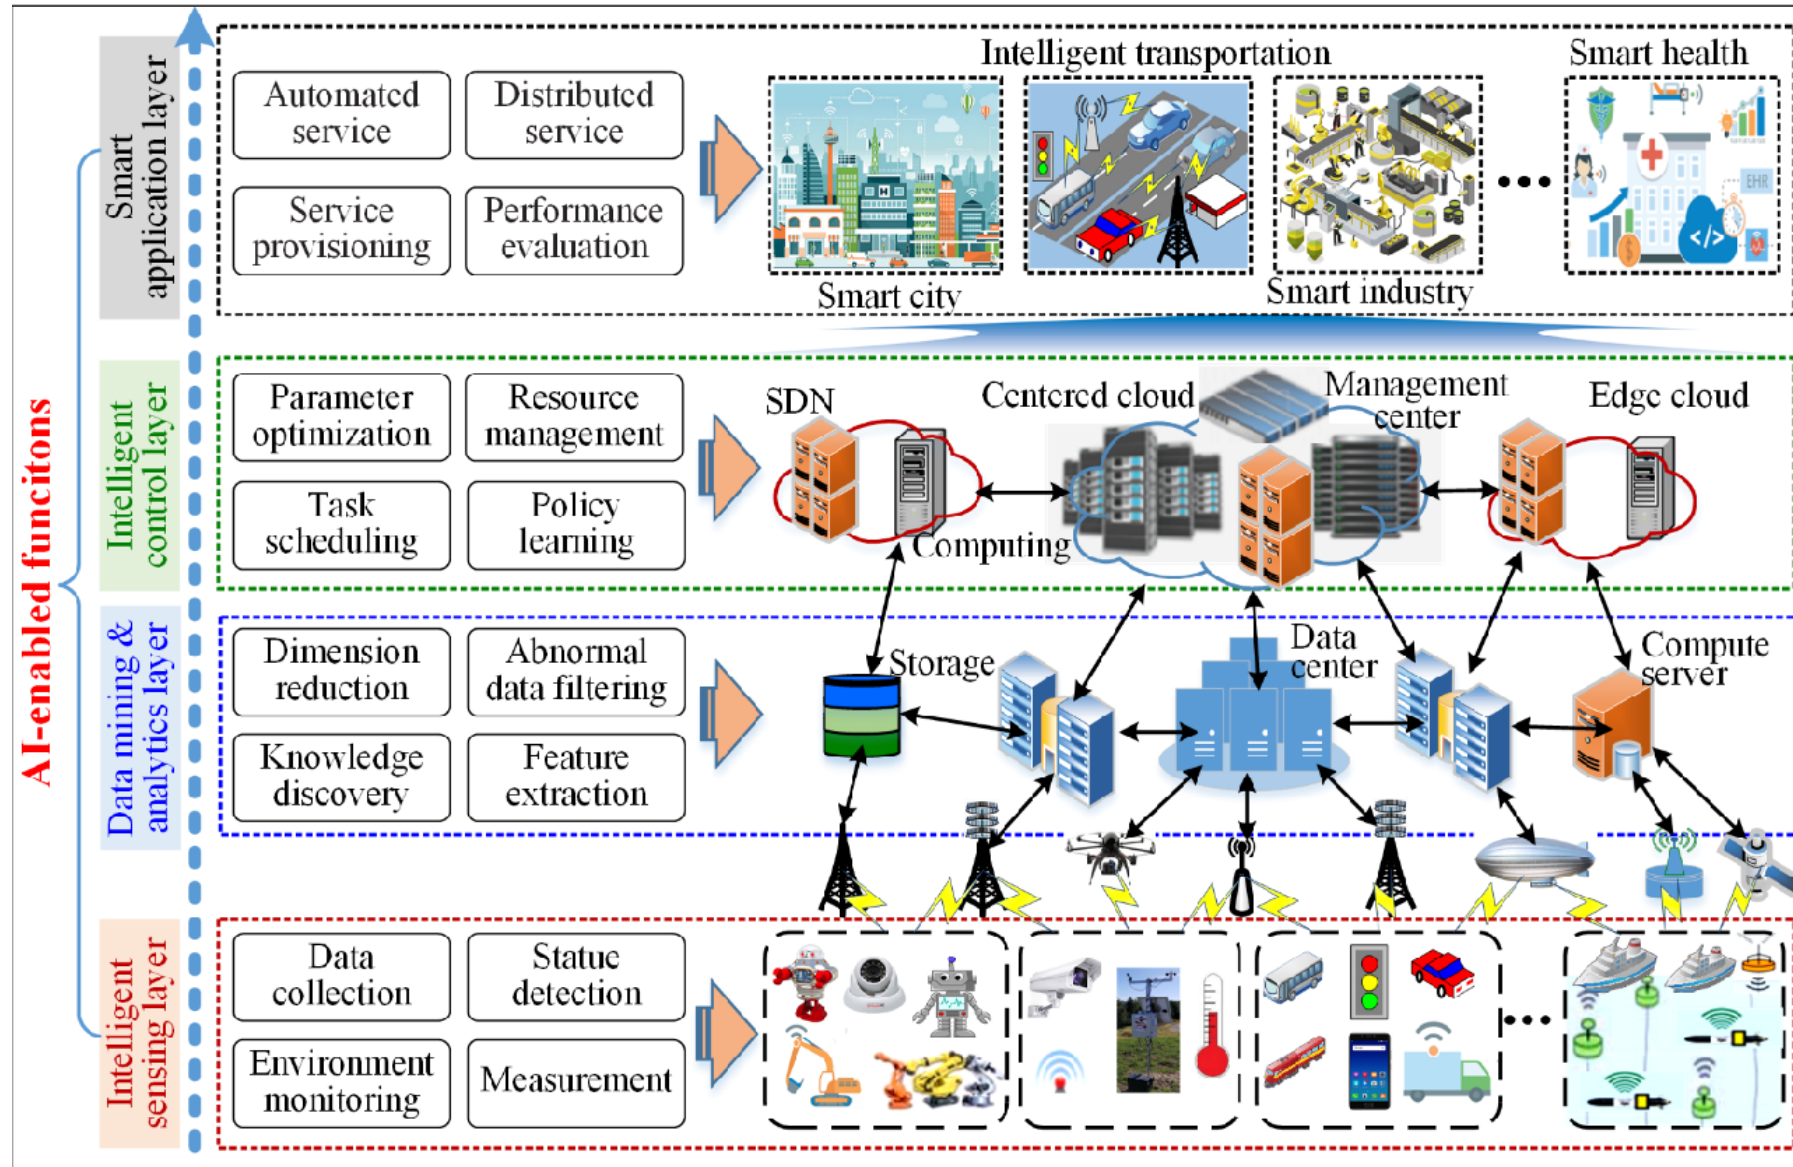 AI-enabled funcitons
Smart
application layer
Automated
service
Distributed
service
Service
provisioning
Performance
evaluation
Intelligent transportation
Smart health
EHR
</>
Smart city
Smart industry
Intelligent
control layer
Parameter
optimization
Resource
management
Task
scheduling
Policy
learning
SDN
Centered cloud
Management
center
Edge cloud
Computing
Data mining &
analytics layer
Dimension
reduction
Abnormal
data filtering
Knowledge
discovery
Feature
extraction
Storage
Data
center
Compute
server
Intelligent
sensing layer
Data
collection
Statue
detection
Environment
monitoring
Measurement